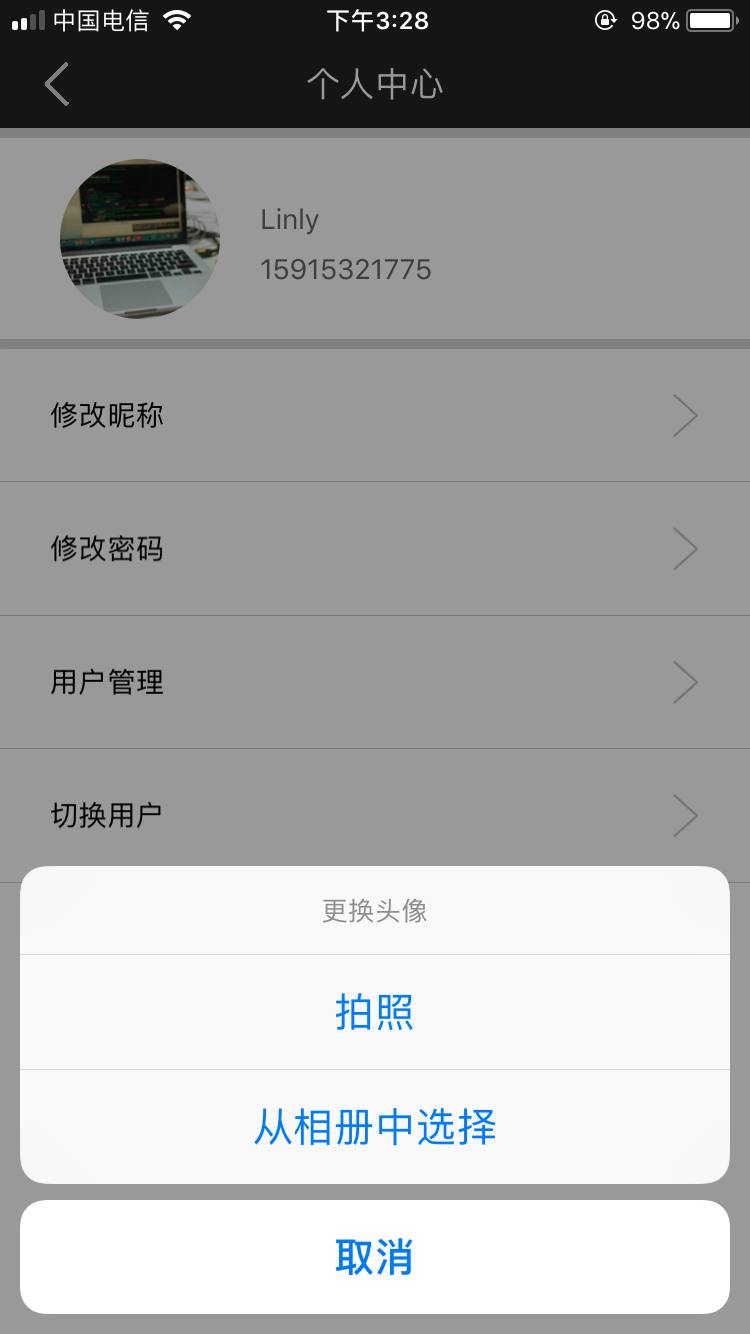 中国电信 下午3:28 98%
个人中心
Linly
15915321775
修改昵称
修改密码
用户管理
切换用户
更换头像
拍照
从相册中选择
取消